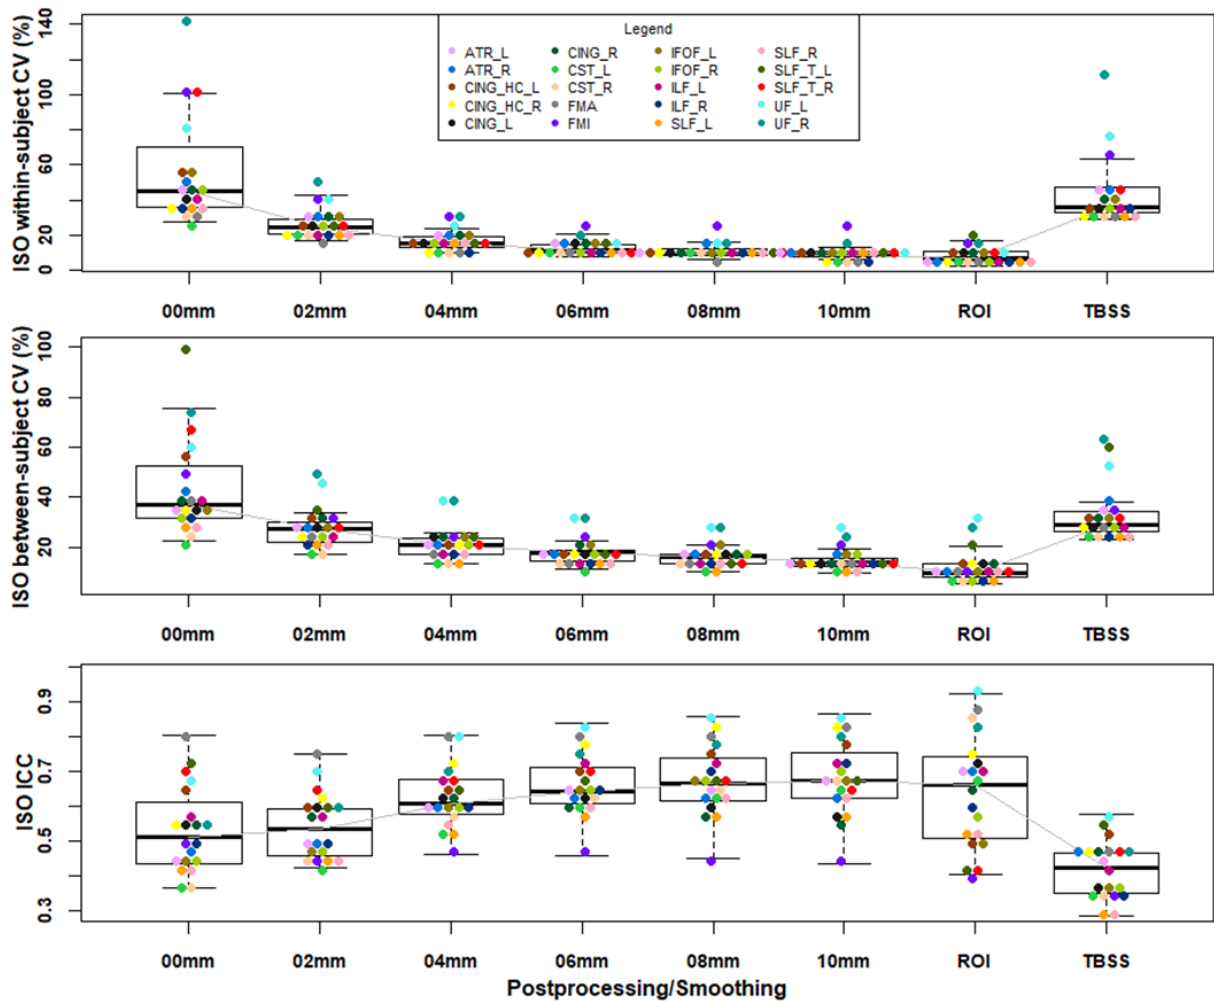 ISO within-subject CV (%)
140
100
60
20
0
Legend
ATR_L CING_R IFOF_L SLF_R
ATR_R CST_L IFOF_R SLF_T_L
CING_HC_L CST_R ILF_L SLF_T_R
CING_HC_R FMA ILF_R UF_L
CING_L FMI SLF_L UF_R
00mm 02mm 04mm 06mm 08mm 10mm ROI TBSS
ISO between-subject CV (%)
100
80
60
40
20
00mm 02mm 04mm 06mm 08mm 10mm ROI TBSS
ISO ICC
0.9
0.7
0.5
0.3
00mm 02mm 04mm 06mm 08mm 10mm ROI TBSS
Postprocessing/Smoothing